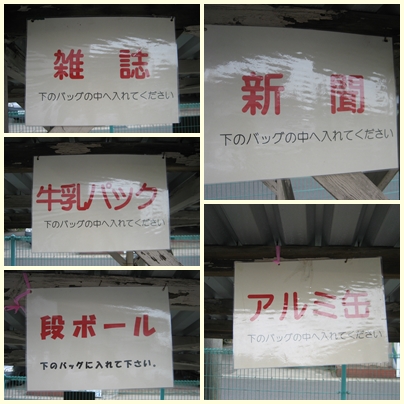 雑誌
下のバッグの中へ入れてください
新聞
下のバッグの中へ入れてください
牛乳パック
下のバッグの中へ入れてください
アルミ缶
下のバッグの中へ入れてください
段ボール
下のバッグに入れて下さい.